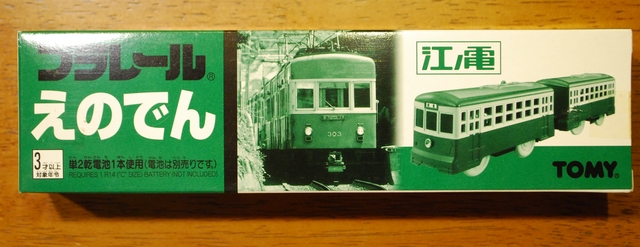 プラレール®
えのでん
3才以上
対象年令
単2乾電池1本使用(電池は別売りです。)
REQUIRES 1 R14 ("C" SIZE) BATTERY (NOT INCLUDED)
303
江ノ電
TOMY®